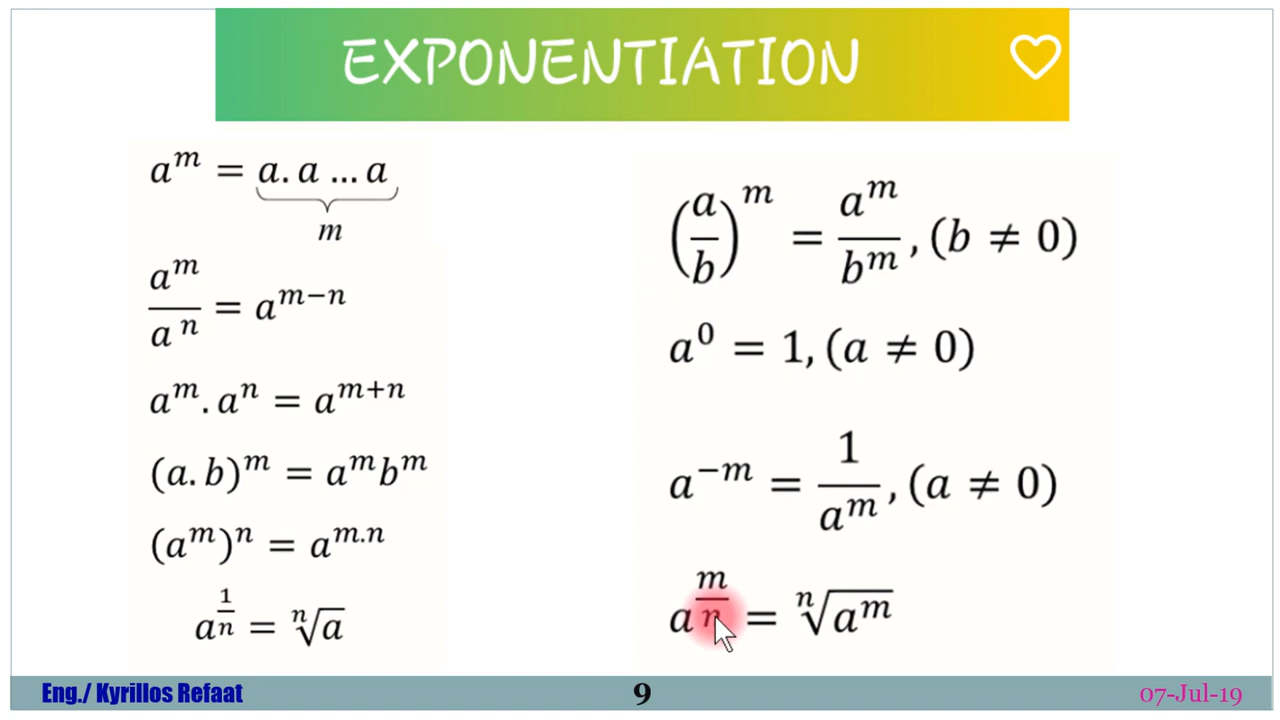 EXPONENTIATION
a^m = a. a … a
m
a^m / a^n = a^(m−n)
a^m . a^n = a^(m+n)
(a. b)^m = a^m b^m
(a^m)^n = a^(m.n)
a^(1/n) = ⁿ√a
(a/b)^m = a^m / b^m , (b ≠ 0)
a^0 = 1, (a ≠ 0)
a^(−m) = 1 / a^m , (a ≠ 0)
a^(m/n) = ⁿ√(a^m)
Eng./ Kyrillos Refaat 9 07-Jul-19